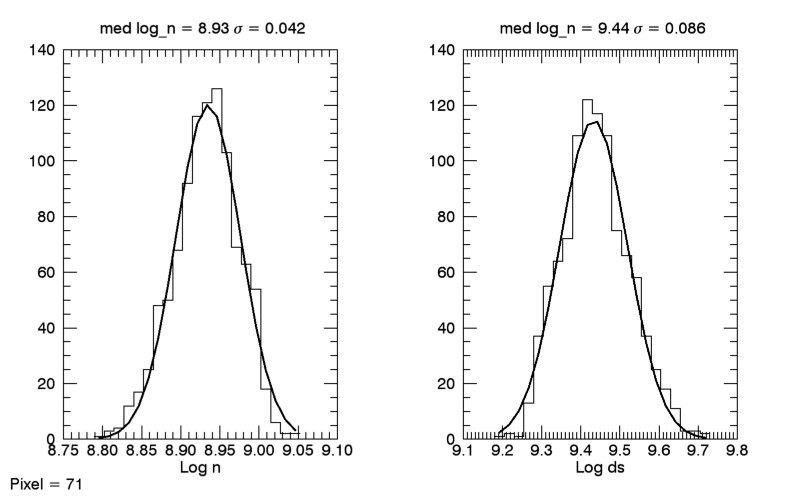 med log_n = 8.93 σ = 0.042
140
120
100
80
60
40
20
0
8.75 8.80 8.85 8.90 8.95 9.00 9.05 9.10
Log n
med log_n = 9.44 σ = 0.086
140
120
100
80
60
40
20
0
9.1 9.2 9.3 9.4 9.5 9.6 9.7 9.8
Log ds
Pixel = 71